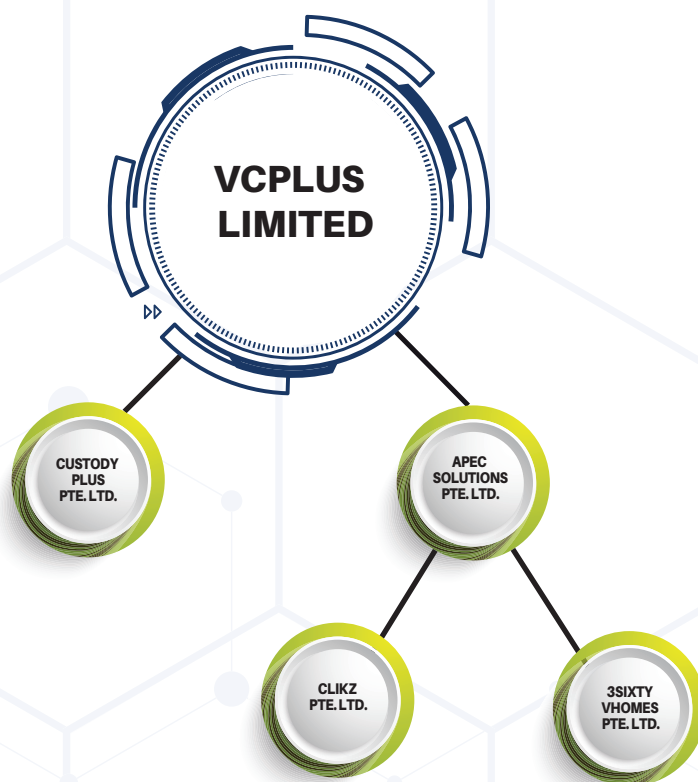 VCPLUS
LIMITED
CUSTODY
PLUS
PTE. LTD.
APEC
SOLUTIONS
PTE. LTD.
CLIKZ
PTE. LTD.
3SIXTY
VHOMES
PTE. LTD.